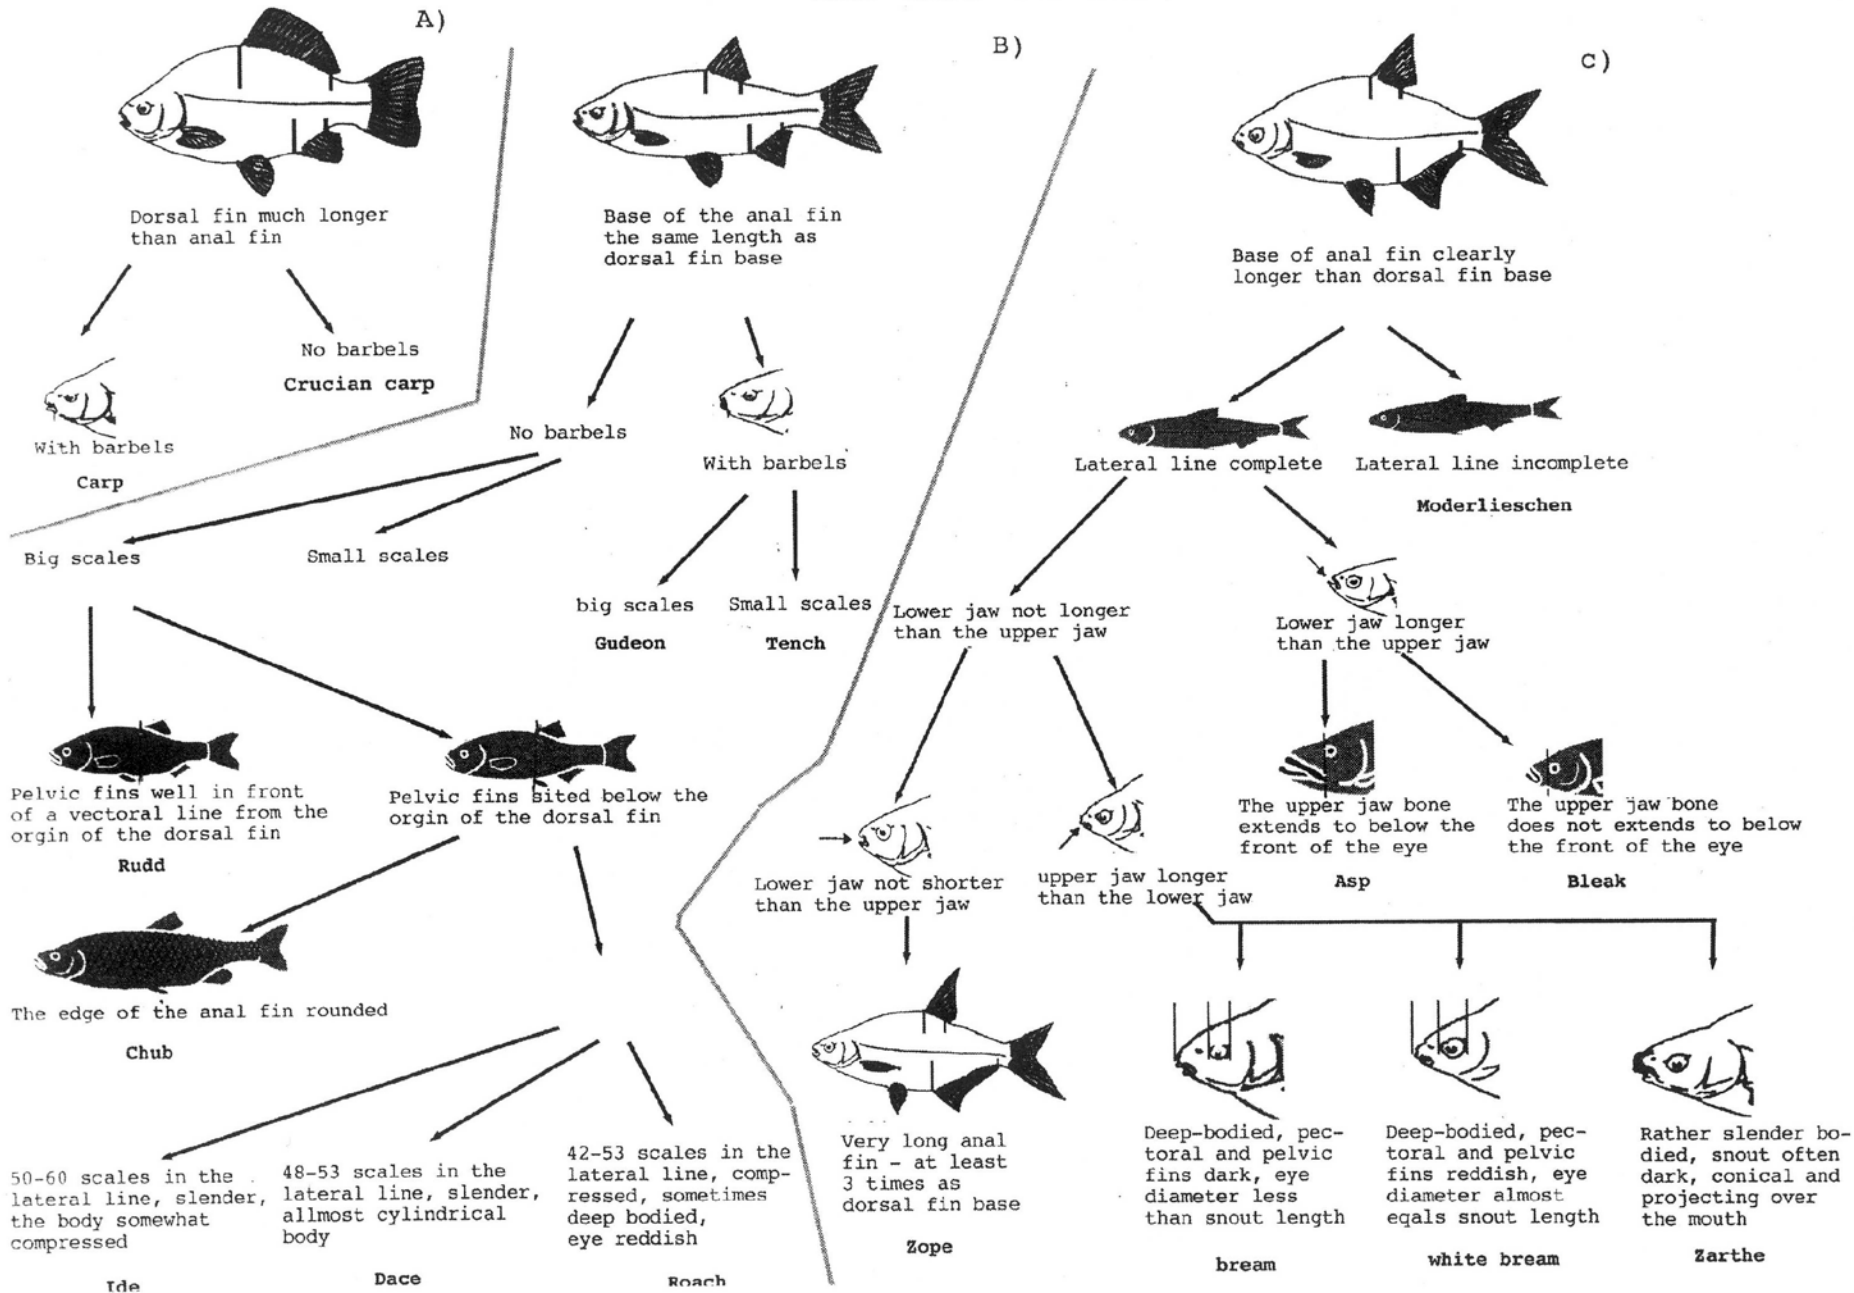 A)
Dorsal fin much longer
than anal fin
No barbels
Crucian carp
With barbels
Carp
B)
Base of the anal fin
the same length as
dorsal fin base
No barbels
With barbels
Big scales
Small scales
big scales
Gudeon
Small scales
Tench
Pelvic fins well in front
of a vectoral line from the
orgin of the dorsal fin
Rudd
Pelvic fins sited below the
orgin of the dorsal fin
The edge of the anal fin rounded
Chub
50-60 scales in the
lateral line, slender,
the body somewhat
compressed
Ide
48-53 scales in the
lateral line, slender,
allmost cylindrical
body
Dace
42-53 scales in the
lateral line, comp-
ressed, sometimes
deep bodied,
eye reddish
Roach
c)
Base of anal fin clearly
longer than dorsal fin base
Lateral line complete
Lateral line incomplete
Moderlieschen
Lower jaw not longer
than the upper jaw
Lower jaw longer
than the upper jaw
The upper jaw bone
extends to below the
front of the eye
Asp
The upper jaw bone
does not extends to below
the front of the eye
Bleak
Lower jaw not shorter
than the upper jaw
upper jaw longer
than the lower jaw
Very long anal
fin - at least
3 times as
dorsal fin base
Zope
Deep-bodied, pec-
toral and pelvic
fins dark, eye
diameter less
than snout length
bream
Deep-bodied, pec-
toral and pelvic
fins reddish, eye
diameter almost
eqals snout length
white bream
Rather slender bo-
died, snout often
dark, conical and
projecting over
the mouth
Zarthe